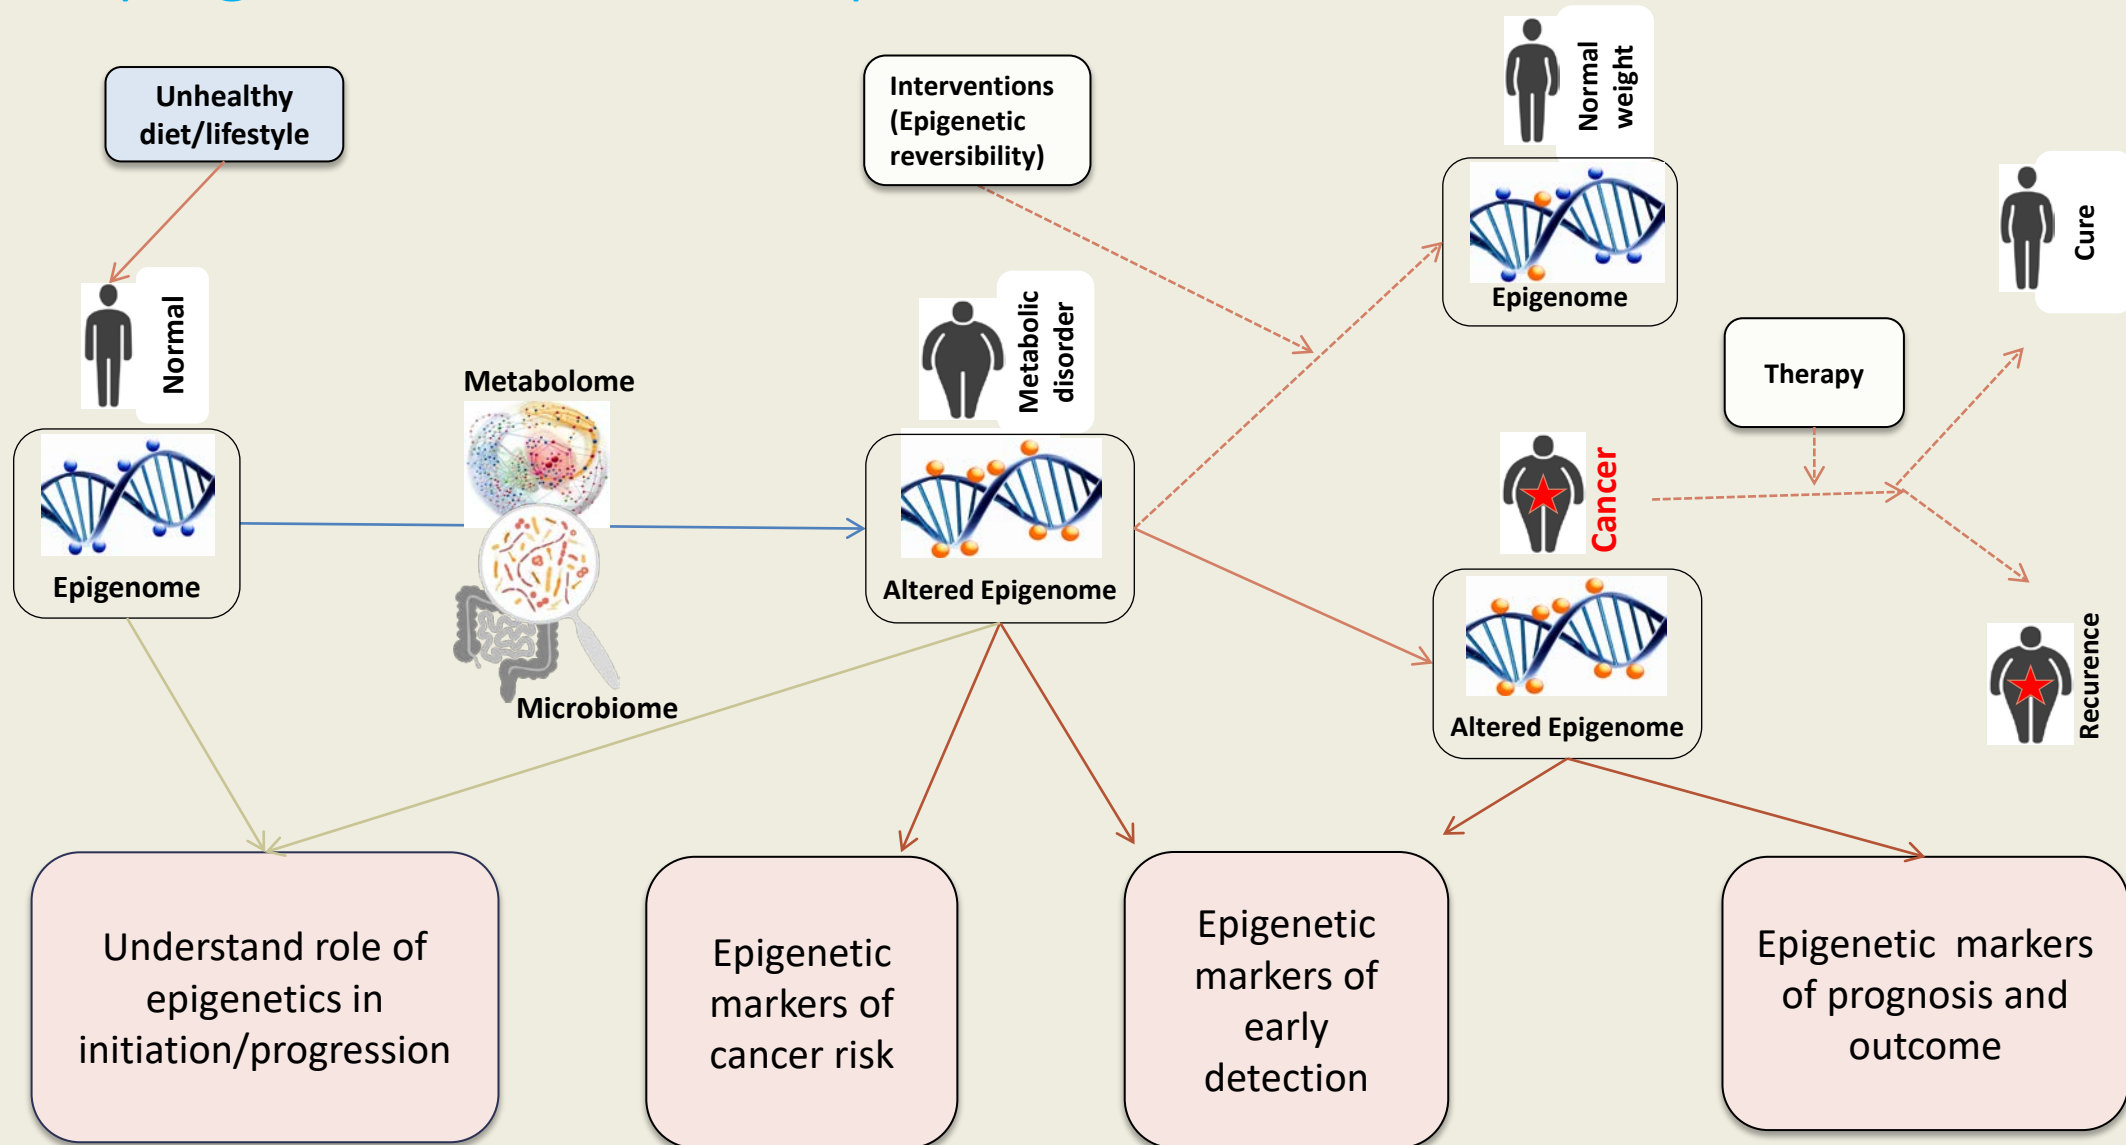 Unhealthy
diet/lifestyle
Interventions
(Epigenetic
reversibility)
Normal
weight
Epigenome
Cure
Normal
Metabolome
Metabolic
disorder
Therapy
Cancer
Epigenome
Altered Epigenome
Microbiome
Altered Epigenome
Recurence
Understand role of
epigenetics in
initiation/progression
Epigenetic
markers of
cancer risk
Epigenetic
markers of
early
detection
Epigenetic  markers
of prognosis and
outcome